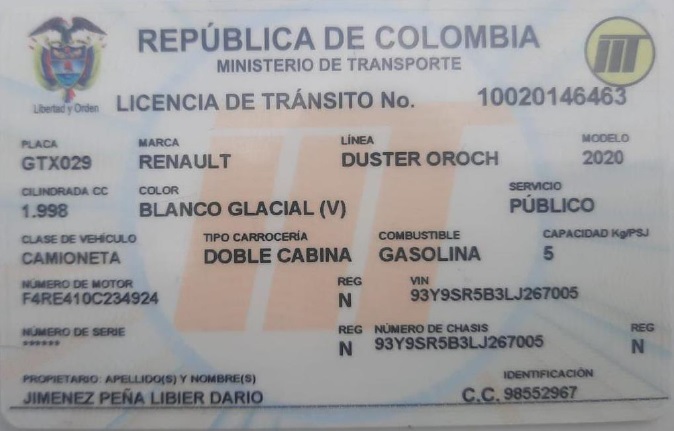 REPÚBLICA DE COLOMBIA
MINISTERIO DE TRANSPORTE
Libertad y Orden
LICENCIA DE TRÁNSITO No. 10020146463
PLACA MARCA LÍNEA MODELO
GTX029 RENAULT DUSTER OROCH 2020
CILINDRADA CC COLOR SERVICIO
1.998 BLANCO GLACIAL (V) PÚBLICO
CLASE DE VEHÍCULO TIPO CARROCERÍA COMBUSTIBLE CAPACIDAD Kg/PSJ
CAMIONETA DOBLE CABINA GASOLINA 5
NÚMERO DE MOTOR REG VIN
F4RE410C234924 N 93Y9SR5B3LJ267005
NÚMERO DE SERIE REG NÚMERO DE CHASIS REG
****** N 93Y9SR5B3LJ267005 N
PROPIETARIO: APELLIDO(S) Y NOMBRE(S) IDENTIFICACIÓN
JIMENEZ PEÑA LIBIER DARIO C.C. 98552967